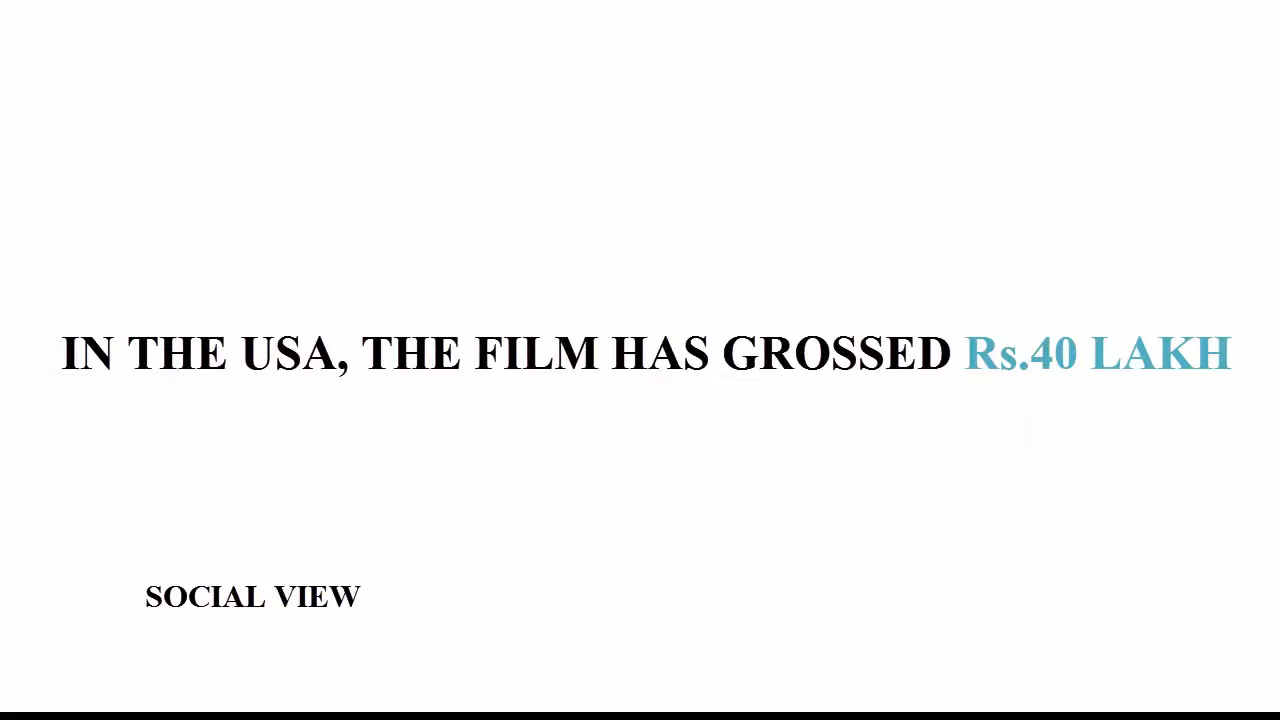 IN THE USA, THE FILM HAS GROSSED Rs.40 LAKH
SOCIAL VIEW